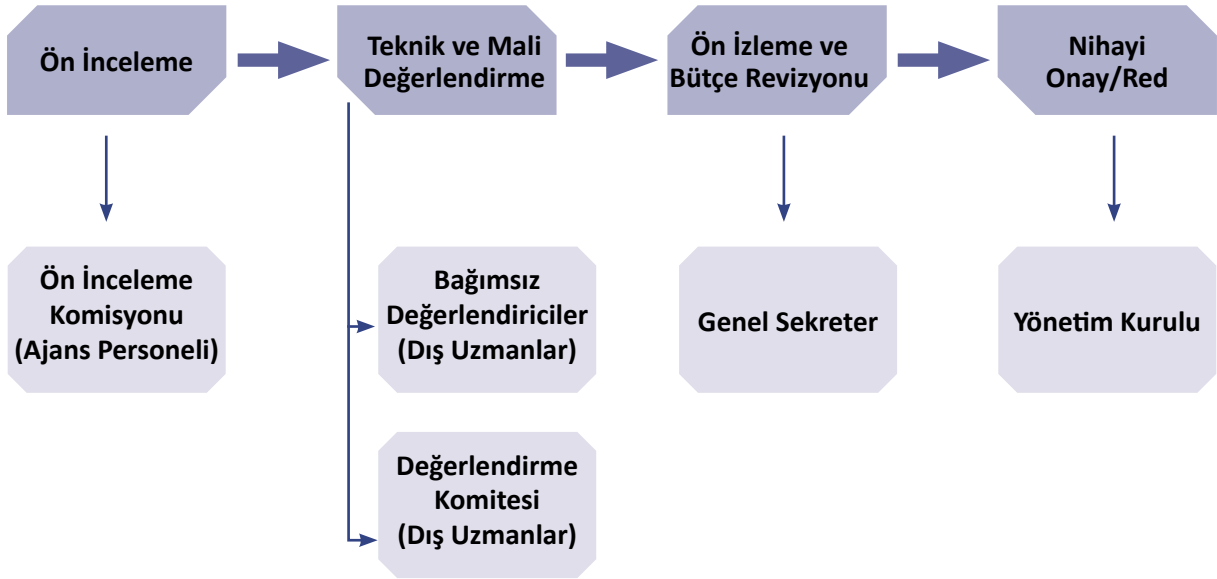 Ön İnceleme
Teknik ve Mali
Değerlendirme
Ön İzleme ve
Bütçe Revizyonu
Nihayi
Onay/Red
Ön İnceleme
Komisyonu
(Ajans Personeli)
Bağımsız
Değerlendiriciler
(Dış Uzmanlar)
Genel Sekreter
Yönetim Kurulu
Değerlendirme
Komitesi
(Dış Uzmanlar)